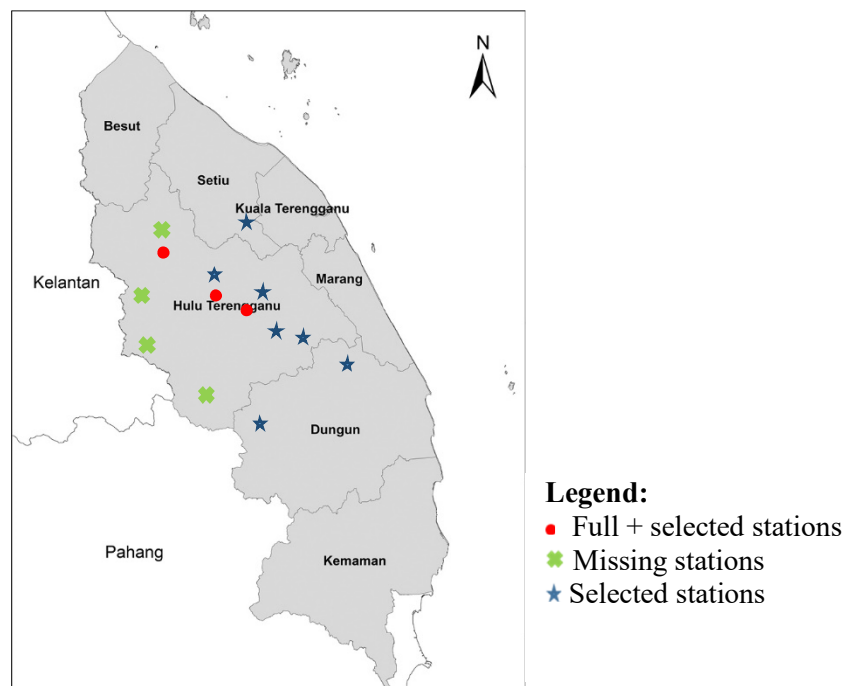 N
Besut
Setiu
Kuala Terengganu
Kelantan
Marang
Hulu Terengganu
Dungun
Pahang
Kemaman
Legend:
Full + selected stations
Missing stations
Selected stations